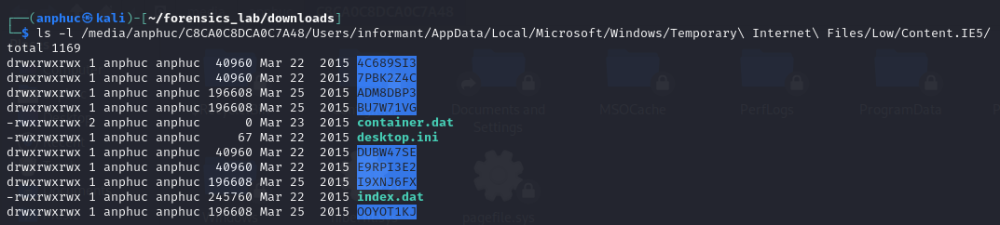 ┌──(anphuc㉿kali)-[~/forensics_lab/downloads]
└─$ ls -l /media/anphuc/C8CA0C8DCA0C7A48/Users/informant/AppData/Local/Microsoft/Windows/Temporary\ Internet\ Files/Low/Content.IE5/
total 1169
drwxrwxrwx 1 anphuc anphuc  40960 Mar 22  2015 4C689SI3
drwxrwxrwx 1 anphuc anphuc  40960 Mar 22  2015 7PBK2Z4C
drwxrwxrwx 1 anphuc anphuc 196608 Mar 25  2015 ADM8DBP3
drwxrwxrwx 1 anphuc anphuc 196608 Mar 25  2015 BU7W71VG
-rwxrwxrwx 2 anphuc anphuc      0 Mar 23  2015 container.dat
-rwxrwxrwx 1 anphuc anphuc     67 Mar 22  2015 desktop.ini
drwxrwxrwx 1 anphuc anphuc  40960 Mar 22  2015 DUBW47SE
drwxrwxrwx 1 anphuc anphuc  40960 Mar 22  2015 E9RPI3E2
drwxrwxrwx 1 anphuc anphuc 196608 Mar 25  2015 I9XNJ6FX
-rwxrwxrwx 1 anphuc anphuc 245760 Mar 22  2015 index.dat
drwxrwxrwx 1 anphuc anphuc 196608 Mar 25  2015 OOYOT1KJ
C8CA0C8DCA0C7A48
Documents and Settings
MSOCache
PerfLogs
ProgramData
pagefile.sys